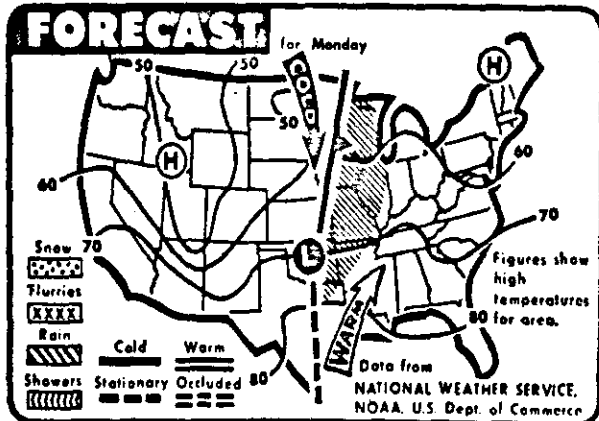 FORECAST
for Monday
COLD
50
50
50
H
H
60
60
70
70
Snow
Flurries
XXXX
Rain
Showers
Cold
Warm
Stationary
Occluded
L
WARM
80
80
Figures show
high
temperatures
for area.
Data from
NATIONAL WEATHER SERVICE,
NOAA, U.S. Dept. of Commerce